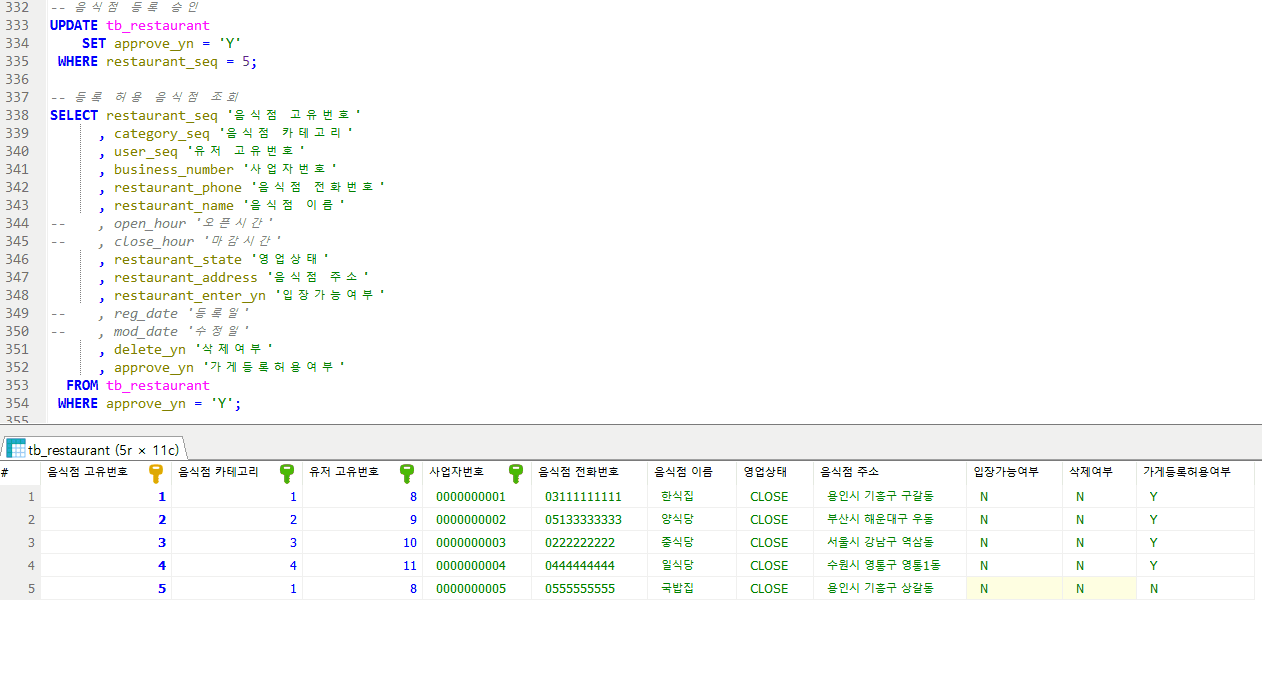 332 -- 음식점 등록 승인
333 UPDATE tb_restaurant
334 SET approve_yn = 'Y'
335 WHERE restaurant_seq = 5;
336
337 -- 등록 허용 음식점 조회
338 SELECT restaurant_seq '음식점 고유번호'
339 , category_seq '음식점 카테고리'
340 , user_seq '유저 고유번호'
341 , business_number '사업자번호'
342 , restaurant_phone '음식점 전화번호'
343 , restaurant_name '음식점 이름'
344 -- , open_hour '오픈시간'
345 -- , close_hour '마감시간'
346 , restaurant_state '영업상태'
347 , restaurant_address '음식점 주소'
348 , restaurant_enter_yn '입장가능여부'
349 -- , reg_date '등록일'
350 -- , mod_date '수정일'
351 , delete_yn '삭제여부'
352 , approve_yn '가게등록허용여부'
353 FROM tb_restaurant
354 WHERE approve_yn = 'Y';
355
tb_restaurant (5r × 11c)
# 음식점 고유번호 음식점 카테고리 유저 고유번호 사업자번호 음식점 전화번호 음식점 이름 영업상태 음식점 주소 입장가능여부 삭제여부 가게등록허용여부
1 1 1 8 0000000001 03111111111 한식집 CLOSE 용인시 기흥구 구갈동 N N Y
2 2 2 9 0000000002 05133333333 양식당 CLOSE 부산시 해운대구 우동 N N Y
3 3 3 10 0000000003 0222222222 중식당 CLOSE 서울시 강남구 역삼동 N N Y
4 4 4 11 0000000004 0444444444 일식당 CLOSE 수원시 영통구 영통1동 N N Y
5 5 1 8 0000000005 0555555555 국밥집 CLOSE 용인시 기흥구 상갈동 N N N